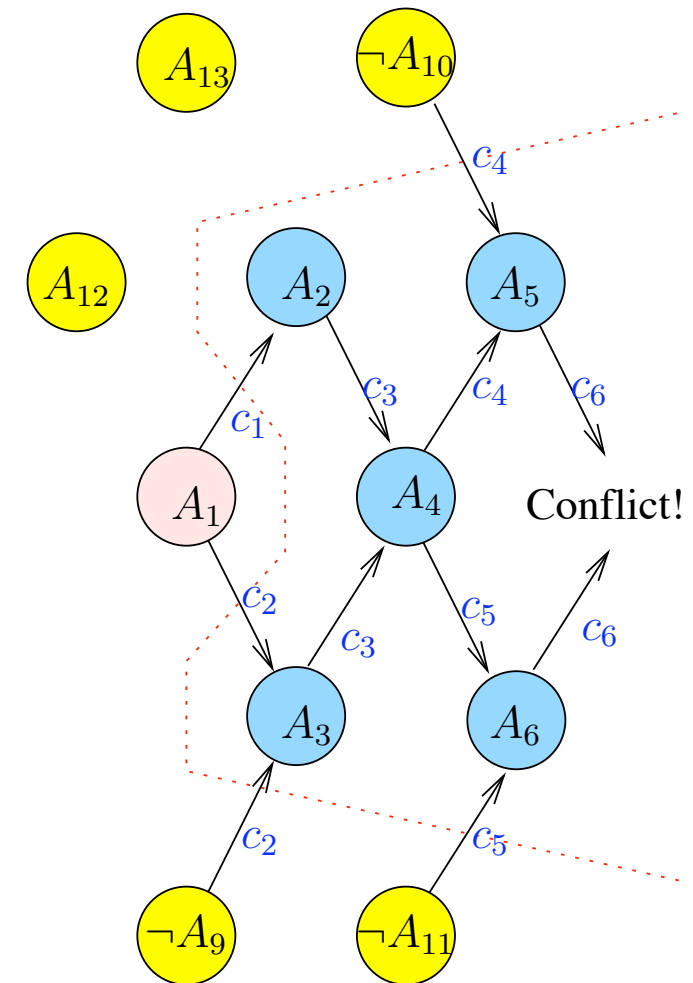 A₁₃
¬A₁₀
c₄
A₁₂
A₂
A₅
c₃
c₄
c₆
c₁
A₁
A₄
Conflict!
c₂
c₃
c₅
c₆
A₃
A₆
c₂
c₅
¬A₉
¬A₁₁